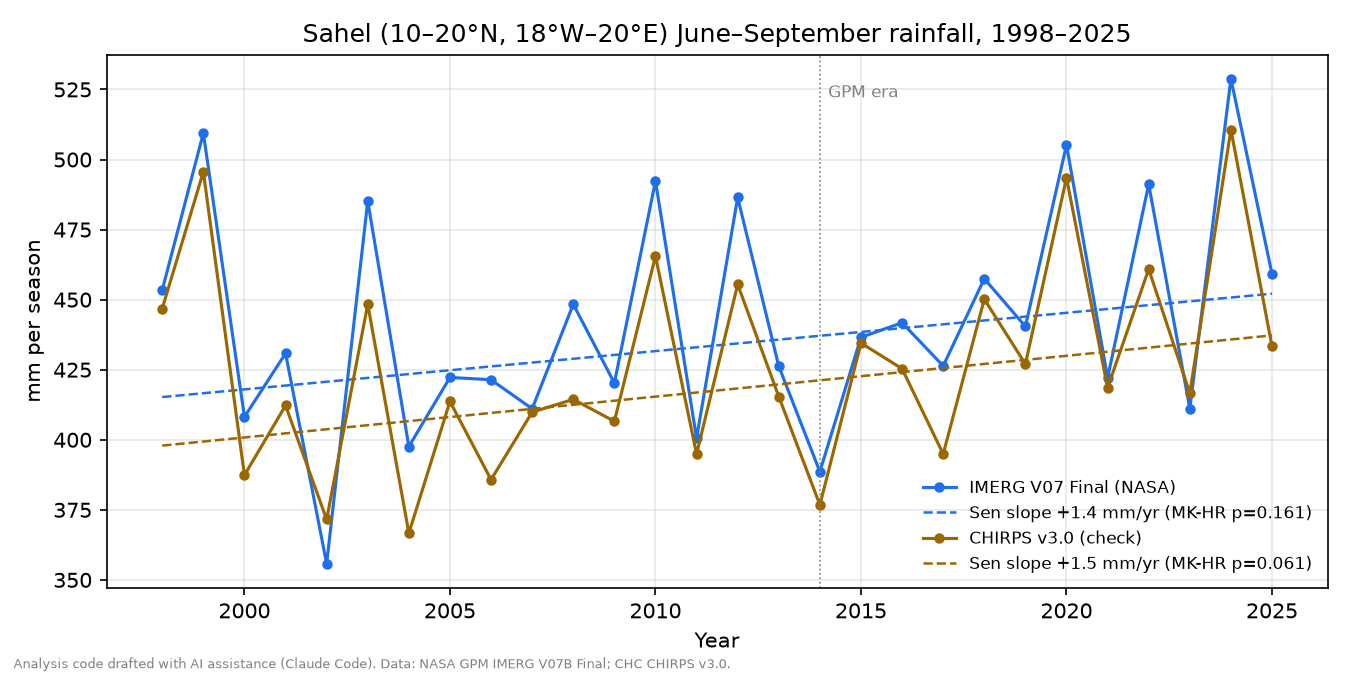 Sahel (10–20°N, 18°W–20°E) June–September rainfall, 1998–2025
525
500
475
450
425
400
375
350
mm per season
GPM era
IMERG V07 Final (NASA)
Sen slope +1.4 mm/yr (MK-HR p=0.161)
CHIRPS v3.0 (check)
Sen slope +1.5 mm/yr (MK-HR p=0.061)
2000
2005
2010
2015
2020
2025
Year
Analysis code drafted with AI assistance (Claude Code). Data: NASA GPM IMERG V07B Final; CHC CHIRPS v3.0.